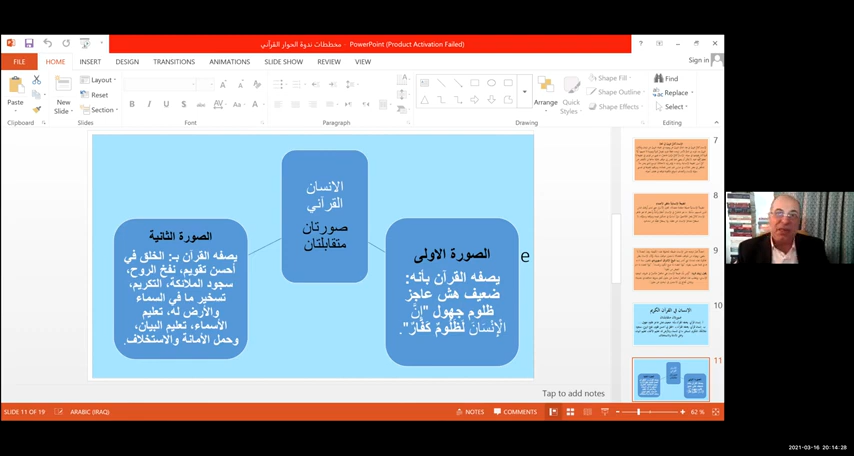 مخططات ندوة الحوار القرآني - PowerPoint (Product Activation Failed)
Sign in
FILE HOME INSERT DESIGN TRANSITIONS ANIMATIONS SLIDE SHOW REVIEW VIEW
Paste
Clipboard
New Slide
Layout
Reset
Section
Slides
Font
Paragraph
Arrange
Quick Styles
Shape Fill
Shape Outline
Shape Effects
Drawing
Find
Replace
Select
Editing
الانسان
القرآني
صورتان
متقابلتان
الصورة الاولى
يصفه القرآن بأنه:
ضعيف هش عاجز
ظلوم جهول "إِنَّ
الْإِنْسَانَ لَظَلُومٌ كَفَّارٌ".
الصورة الثانية
يصفه القرآن بـ: الخلق في
أحسن تقويم، نفخ الروح،
سجود الملائكة، التكريم،
تسخير ما في السماء
والأرض له، تعليم
الأسماء، تعليم البيان،
وحمل الأمانة والاستخلاف.
e
7
8
9
10
الإنسان في القرآن الكريم
11
Tap to add notes
SLIDE 11 OF 19 ARABIC (IRAQ) NOTES COMMENTS 62 %
2021-03-16 20:14:28